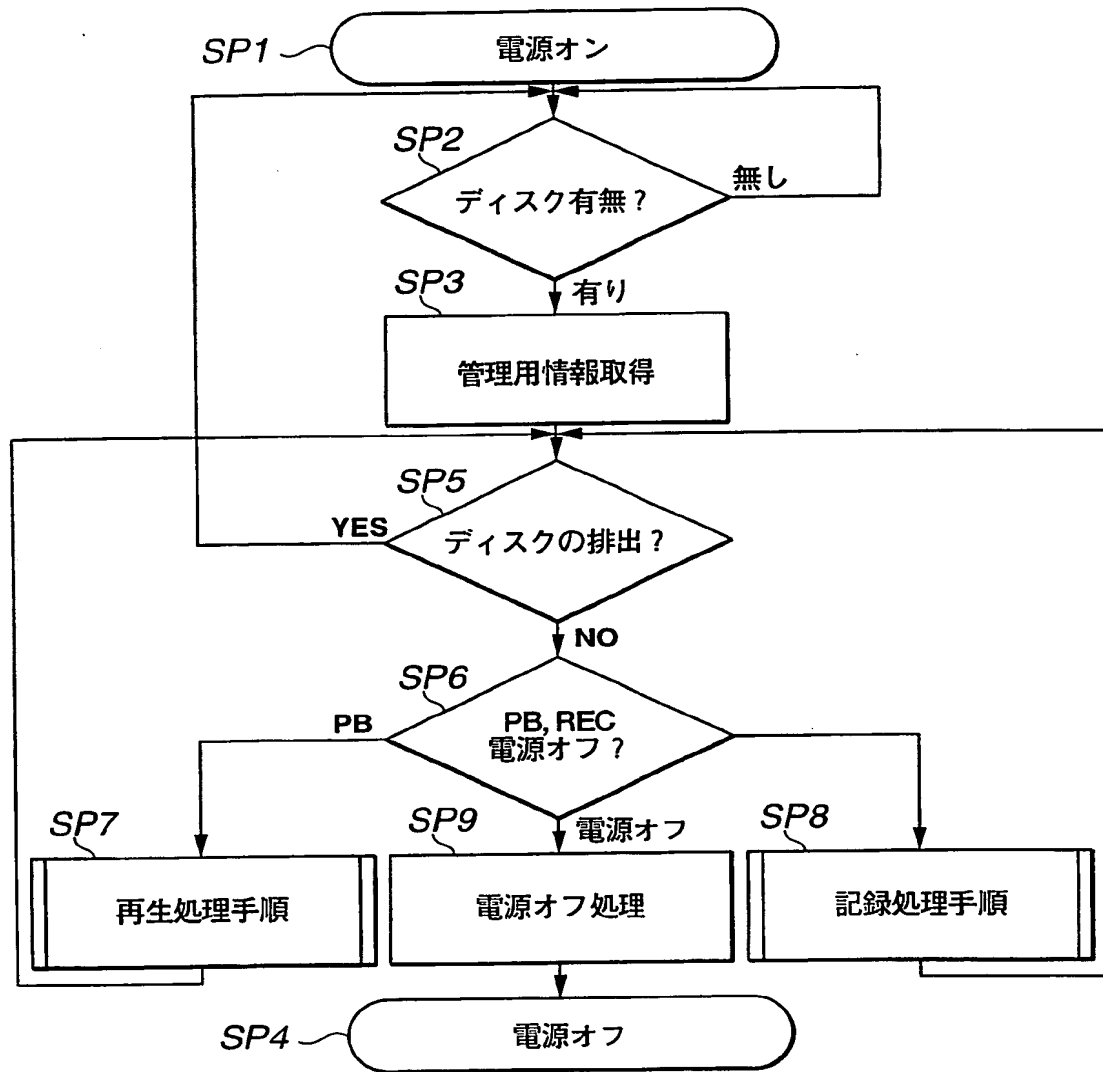 SP1
電源オン
SP2
ディスク有無?
無し
有り
SP3
管理用情報取得
SP5
YES
ディスクの排出?
NO
SP6
PB
PB, REC
電源オフ?
SP7
SP9
電源オフ
SP8
再生処理手順
電源オフ処理
記録処理手順
SP4
電源オフ